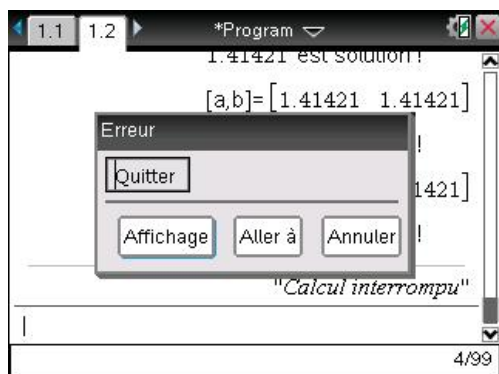 1.1 1.2 *Program
1.41421 est solution !
[a,b]=[1.41421 1.41421]
Erreur
Quitter
!
1421]
Affichage Aller à Annuler
!
"Calcul interrompu"
4/99